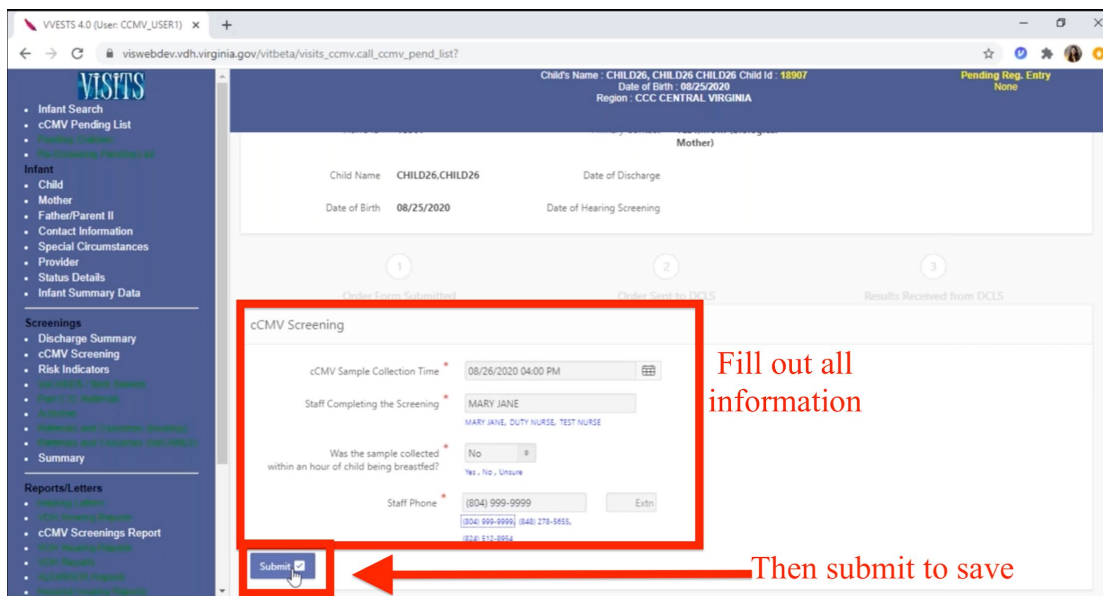 VVESTS 4.0 (User: CCMV_USER1)
viswebdev.vdh.virginia.gov/vitbeta/visits_ccmv.call_ccmv_pend_list?
VISITS
Infant Search
cCMV Pending List
Infant
Child
Mother
Father/Parent II
Contact Information
Special Circumstances
Provider
Status Details
Infant Summary Data
Screenings
Discharge Summary
cCMV Screening
Risk Indicators
Summary
Reports/Letters
cCMV Screenings Report
Child's Name : CHILD26, CHILD26 CHILD26 Child Id : 18907
Date of Birth : 08/25/2020
Region : CCC CENTRAL VIRGINIA
Pending Reg. Entry
None
Mother)
Child Name CHILD26,CHILD26 Date of Discharge
Date of Birth 08/25/2020 Date of Hearing Screening
1 2 3
Order Form Submitted Order Sent to DCLS Results Received from DCLS
cCMV Screening
cCMV Sample Collection Time * 08/26/2020 04:00 PM
Staff Completing the Screening * MARY JANE
MARY JANE, DUTY NURSE, TEST NURSE
Was the sample collected * No
within an hour of child being breastfed? Yes , No , Unsure
Staff Phone * (804) 999-9999 Extn
(804) 999-9999, (848) 278-5655,
(824) 512-8954
Submit
Fill out all
information
Then submit to save